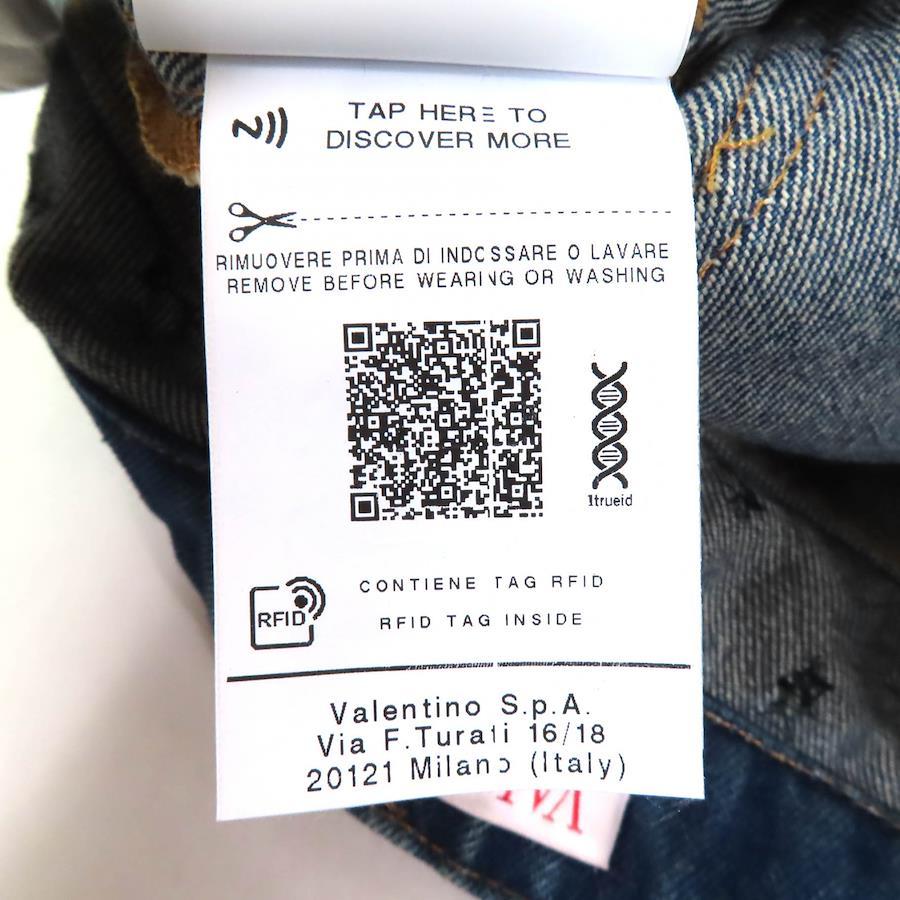 TAP HERE TO
DISCOVER MORE
RIMUOVERE PRIMA DI INDOSSARE O LAVARE
REMOVE BEFORE WEARING OR WASHING
1trueid
RFID
CONTIENE TAG RFID
RFID TAG INSIDE
Valentino S.p.A.
Via F.Turati 16/18
20121 Milano (Italy)